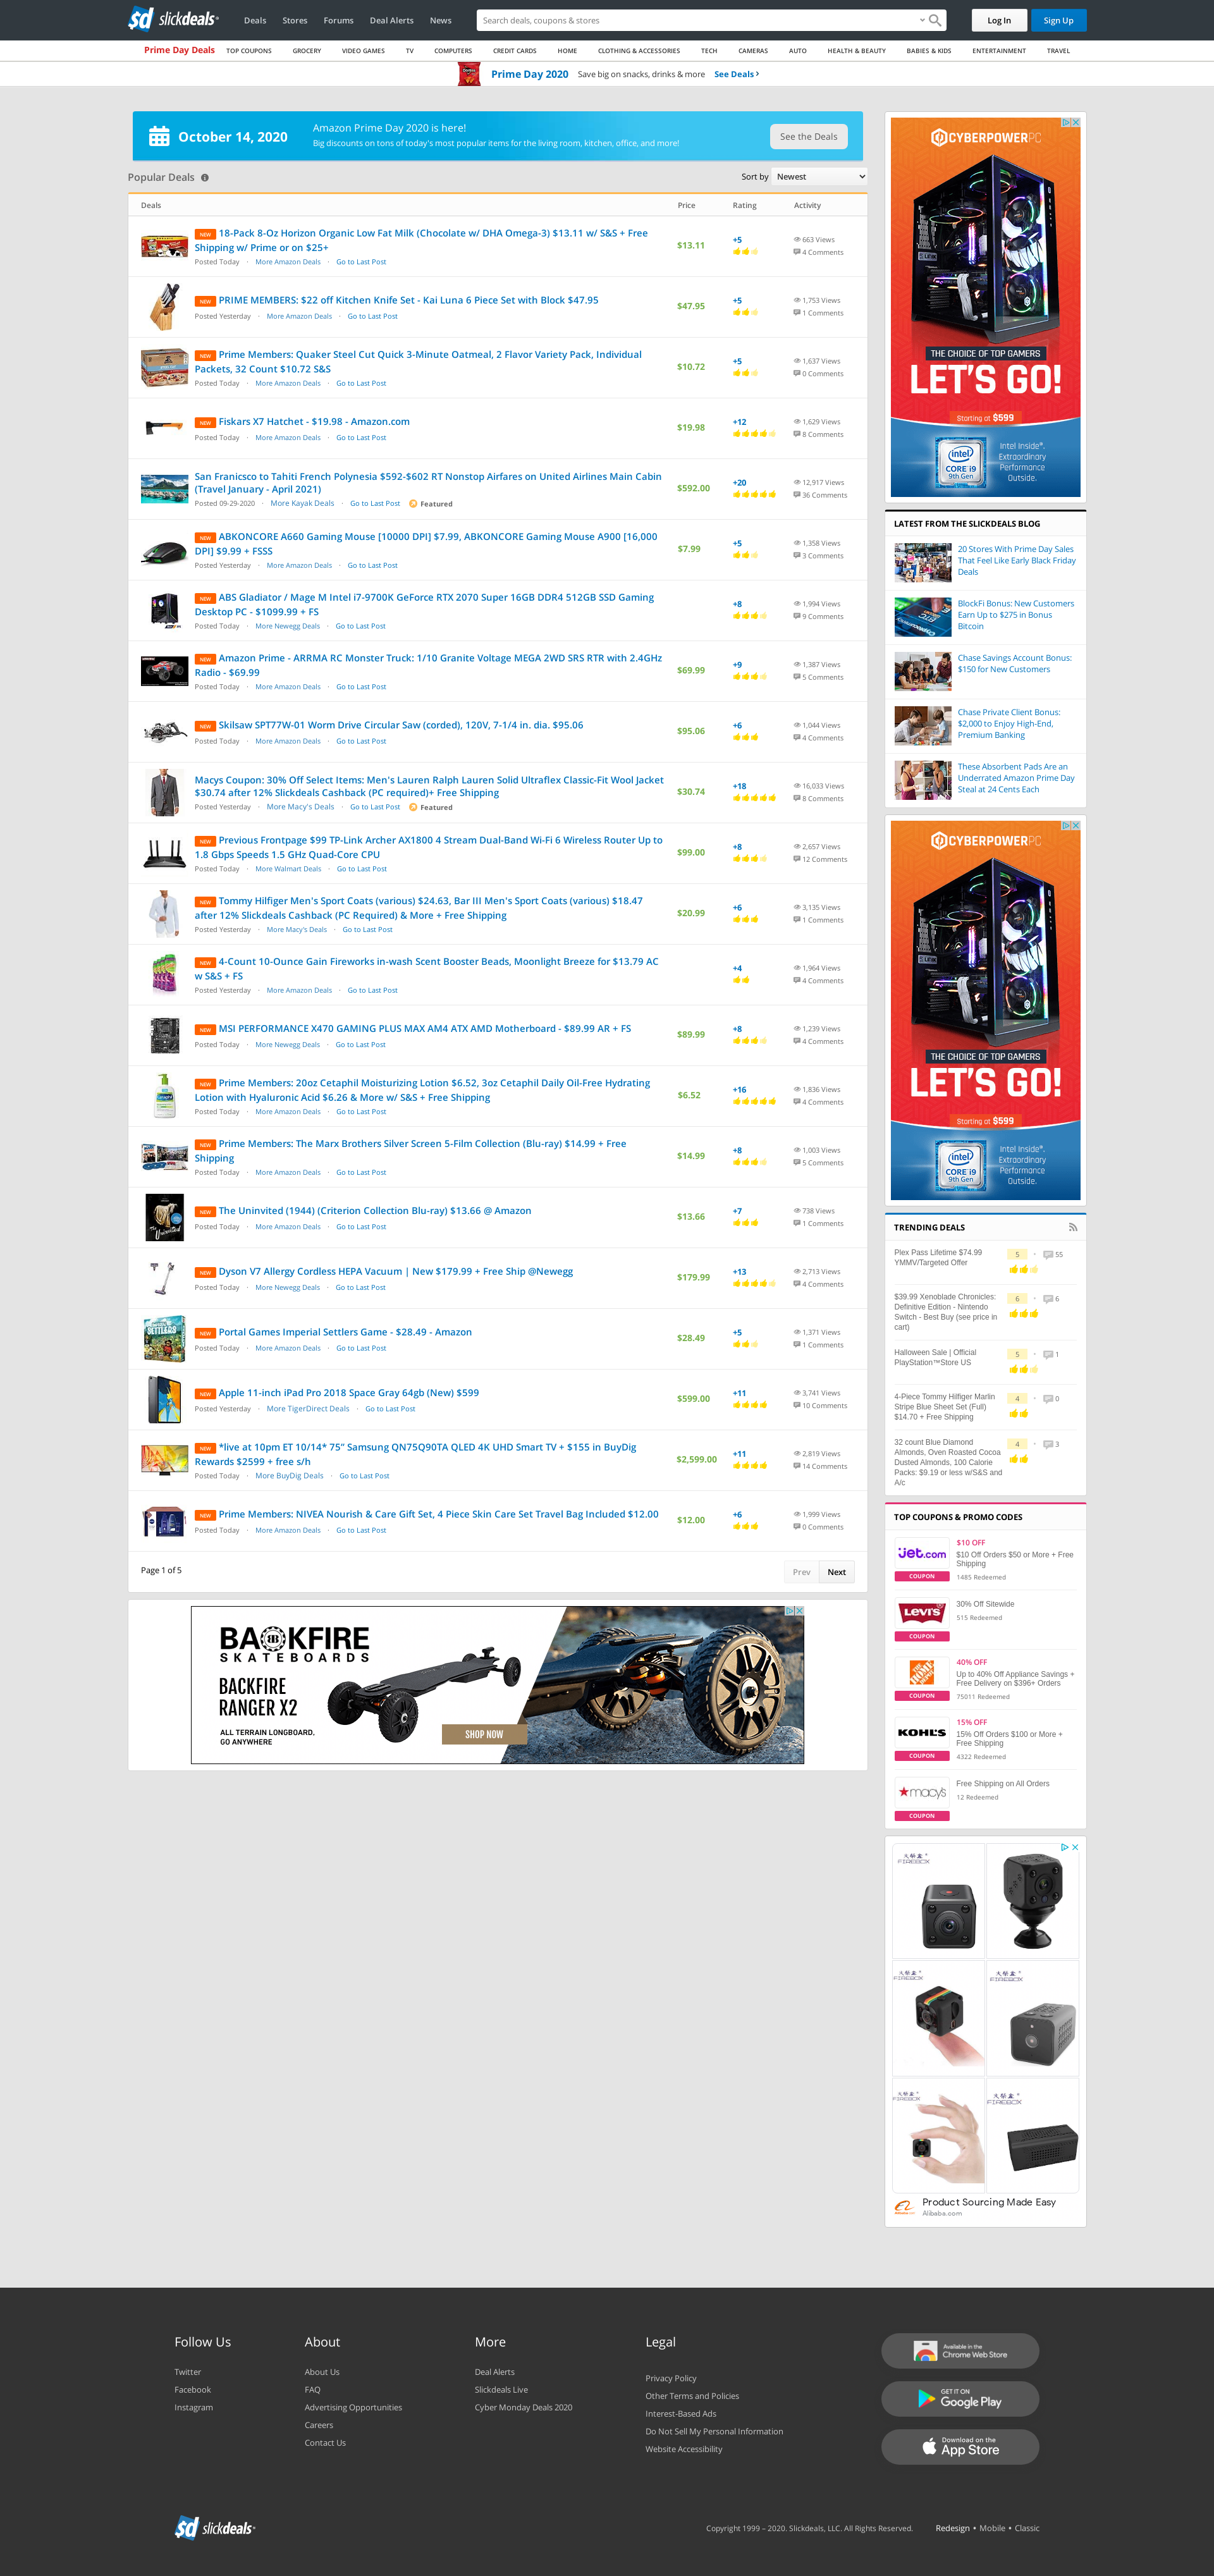 sd slickdeals
Deals Stores Forums Deal Alerts News
Search deals, coupons & stores
Log In Sign Up
Prime Day Deals TOP COUPONS GROCERY VIDEO GAMES TV COMPUTERS CREDIT CARDS HOME CLOTHING & ACCESSORIES TECH CAMERAS AUTO HEALTH & BEAUTY BABIES & KIDS ENTERTAINMENT TRAVEL
Prime Day 2020 Save big on snacks, drinks & more See Deals ›
October 14, 2020
Amazon Prime Day 2020 is here!
Big discounts on tons of today's most popular items for the living room, kitchen, office, and more!
See the Deals
Popular Deals
Sort by Newest
Deals Price Rating Activity
NEW 18-Pack 8-Oz Horizon Organic Low Fat Milk (Chocolate w/ DHA Omega-3) $13.11 w/ S&S + Free
Shipping w/ Prime or on $25+
Posted Today · More Amazon Deals · Go to Last Post
$13.11
+5
663 Views
4 Comments
NEW PRIME MEMBERS: $22 off Kitchen Knife Set - Kai Luna 6 Piece Set with Block $47.95
Posted Yesterday · More Amazon Deals · Go to Last Post
$47.95
+5
1,753 Views
1 Comments
NEW Prime Members: Quaker Steel Cut Quick 3-Minute Oatmeal, 2 Flavor Variety Pack, Individual
Packets, 32 Count $10.72 S&S
Posted Today · More Amazon Deals · Go to Last Post
$10.72
+5
1,637 Views
0 Comments
NEW Fiskars X7 Hatchet - $19.98 - Amazon.com
Posted Today · More Amazon Deals · Go to Last Post
$19.98
+12
1,629 Views
8 Comments
San Franicsco to Tahiti French Polynesia $592-$602 RT Nonstop Airfares on United Airlines Main Cabin
(Travel January - April 2021)
Posted 09-29-2020 · More Kayak Deals · Go to Last Post Featured
$592.00
+20
12,917 Views
36 Comments
NEW ABKONCORE A660 Gaming Mouse [10000 DPI] $7.99, ABKONCORE Gaming Mouse A900 [16,000
DPI] $9.99 + FSSS
Posted Yesterday · More Amazon Deals · Go to Last Post
$7.99
+5
1,358 Views
3 Comments
NEW ABS Gladiator / Mage M Intel i7-9700K GeForce RTX 2070 Super 16GB DDR4 512GB SSD Gaming
Desktop PC - $1099.99 + FS
Posted Today · More Newegg Deals · Go to Last Post
+8
1,994 Views
9 Comments
NEW Amazon Prime - ARRMA RC Monster Truck: 1/10 Granite Voltage MEGA 2WD SRS RTR with 2.4GHz
Radio - $69.99
Posted Today · More Amazon Deals · Go to Last Post
$69.99
+9
1,387 Views
5 Comments
NEW Skilsaw SPT77W-01 Worm Drive Circular Saw (corded), 120V, 7-1/4 in. dia. $95.06
Posted Today · More Amazon Deals · Go to Last Post
$95.06
+6
1,044 Views
4 Comments
Macys Coupon: 30% Off Select Items: Men's Lauren Ralph Lauren Solid Ultraflex Classic-Fit Wool Jacket
$30.74 after 12% Slickdeals Cashback (PC required)+ Free Shipping
Posted Yesterday · More Macy's Deals · Go to Last Post Featured
$30.74
+18
16,033 Views
8 Comments
NEW Previous Frontpage $99 TP-Link Archer AX1800 4 Stream Dual-Band Wi-Fi 6 Wireless Router Up to
1.8 Gbps Speeds 1.5 GHz Quad-Core CPU
Posted Today · More Walmart Deals · Go to Last Post
$99.00
+8
2,657 Views
12 Comments
NEW Tommy Hilfiger Men's Sport Coats (various) $24.63, Bar III Men's Sport Coats (various) $18.47
after 12% Slickdeals Cashback (PC Required) & More + Free Shipping
Posted Yesterday · More Macy's Deals · Go to Last Post
$20.99
+6
3,135 Views
1 Comments
NEW 4-Count 10-Ounce Gain Fireworks in-wash Scent Booster Beads, Moonlight Breeze for $13.79 AC
w S&S + FS
Posted Yesterday · More Amazon Deals · Go to Last Post
+4
1,964 Views
4 Comments
NEW MSI PERFORMANCE X470 GAMING PLUS MAX AM4 ATX AMD Motherboard - $89.99 AR + FS
Posted Today · More Newegg Deals · Go to Last Post
$89.99
+8
1,239 Views
4 Comments
NEW Prime Members: 20oz Cetaphil Moisturizing Lotion $6.52, 3oz Cetaphil Daily Oil-Free Hydrating
Lotion with Hyaluronic Acid $6.26 & More w/ S&S + Free Shipping
Posted Today · More Amazon Deals · Go to Last Post
$6.52
+16
1,836 Views
4 Comments
NEW Prime Members: The Marx Brothers Silver Screen 5-Film Collection (Blu-ray) $14.99 + Free
Shipping
Posted Today · More Amazon Deals · Go to Last Post
$14.99
+8
1,003 Views
5 Comments
NEW The Uninvited (1944) (Criterion Collection Blu-ray) $13.66 @ Amazon
Posted Today · More Amazon Deals · Go to Last Post
$13.66
+7
738 Views
1 Comments
NEW Dyson V7 Allergy Cordless HEPA Vacuum | New $179.99 + Free Ship @Newegg
Posted Today · More Newegg Deals · Go to Last Post
$179.99
+13
2,713 Views
4 Comments
NEW Portal Games Imperial Settlers Game - $28.49 - Amazon
Posted Today · More Amazon Deals · Go to Last Post
$28.49
+5
1,371 Views
1 Comments
NEW Apple 11-inch iPad Pro 2018 Space Gray 64gb (New) $599
Posted Yesterday · More TigerDirect Deals · Go to Last Post
$599.00
+11
3,741 Views
10 Comments
NEW *live at 10pm ET 10/14* 75” Samsung QN75Q90TA QLED 4K UHD Smart TV + $155 in BuyDig
Rewards $2599 + free s/h
Posted Today · More BuyDig Deals · Go to Last Post
$2,599.00
+11
2,819 Views
14 Comments
NEW Prime Members: NIVEA Nourish & Care Gift Set, 4 Piece Skin Care Set Travel Bag Included $12.00
Posted Today · More Amazon Deals · Go to Last Post
$12.00
+6
1,999 Views
0 Comments
Page 1 of 5
Prev Next
BACKFIRE
SKATEBOARDS
BACKFIRE
RANGER X2
ALL TERRAIN LONGBOARD.
GO ANYWHERE
SHOP NOW
CYBERPOWERPC
THE CHOICE OF TOP GAMERS
LET'S GO!
Starting at $599
intel CORE i9 9th Gen
Intel Inside®.
Extraordinary
Performance
Outside.
LATEST FROM THE SLICKDEALS BLOG
20 Stores With Prime Day Sales
That Feel Like Early Black Friday
Deals
BlockFi Bonus: New Customers
Earn Up to $275 in Bonus
Bitcoin
Chase Savings Account Bonus:
$150 for New Customers
Chase Private Client Bonus:
$2,000 to Enjoy High-End,
Premium Banking
These Absorbent Pads Are an
Underrated Amazon Prime Day
Steal at 24 Cents Each
CYBERPOWERPC
THE CHOICE OF TOP GAMERS
LET'S GO!
Starting at $599
intel CORE i9 9th Gen
Intel Inside®.
Extraordinary
Performance
Outside.
TRENDING DEALS
Plex Pass Lifetime $74.99
YMMV/Targeted Offer
5 · 55
$39.99 Xenoblade Chronicles:
Definitive Edition - Nintendo
Switch - Best Buy (see price in
cart)
6 · 6
Halloween Sale | Official
PlayStation™Store US
5 · 1
4-Piece Tommy Hilfiger Marlin
Stripe Blue Sheet Set (Full)
$14.70 + Free Shipping
4 · 0
32 count Blue Diamond
Almonds, Oven Roasted Cocoa
Dusted Almonds, 100 Calorie
Packs: $9.19 or less w/S&S and
A/c
4 · 3
TOP COUPONS & PROMO CODES
jet.com
COUPON
$10 OFF
$10 Off Orders $50 or More + Free
Shipping
1485 Redeemed
LEVI'S
COUPON
30% Off Sitewide
515 Redeemed
COUPON
40% OFF
Up to 40% Off Appliance Savings +
Free Delivery on $396+ Orders
75011 Redeemed
KOHL'S
COUPON
15% OFF
15% Off Orders $100 or More +
Free Shipping
4322 Redeemed
macy's
COUPON
Free Shipping on All Orders
12 Redeemed
FIREBOX
FIREBOX
FIREBOX
FIREBOX
FIREBOX
Product Sourcing Made Easy
Alibaba.com
Follow Us
Twitter
Facebook
Instagram
About
About Us
FAQ
Advertising Opportunities
Careers
Contact Us
More
Deal Alerts
Slickdeals Live
Cyber Monday Deals 2020
Legal
Privacy Policy
Other Terms and Policies
Interest-Based Ads
Do Not Sell My Personal Information
Website Accessibility
Available in the
Chrome Web Store
GET IT ON
Google Play
Download on the
App Store
sd slickdeals
Copyright 1999 – 2020. Slickdeals, LLC. All Rights Reserved. Redesign • Mobile • Classic